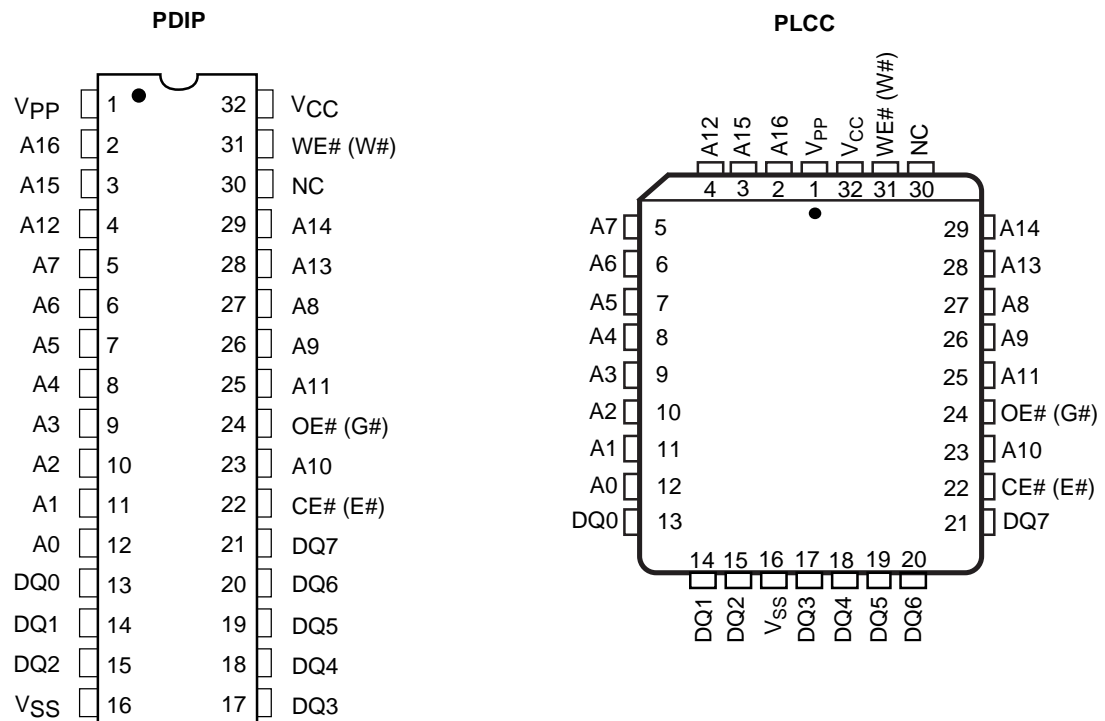 PDIP
VPP 1 32 VCC
A16 2 31 WE# (W#)
A15 3 30 NC
A12 4 29 A14
A7 5 28 A13
A6 6 27 A8
A5 7 26 A9
A4 8 25 A11
A3 9 24 OE# (G#)
A2 10 23 A10
A1 11 22 CE# (E#)
A0 12 21 DQ7
DQ0 13 20 DQ6
DQ1 14 19 DQ5
DQ2 15 18 DQ4
VSS 16 17 DQ3
PLCC
A12 A15 A16 VPP VCC WE# (W#) NC
4 3 2 1 32 31 30
A7 5 29 A14
A6 6 28 A13
A5 7 27 A8
A4 8 26 A9
A3 9 25 A11
A2 10 24 OE# (G#)
A1 11 23 A10
A0 12 22 CE# (E#)
DQ0 13 21 DQ7
14 15 16 17 18 19 20
DQ1 DQ2 VSS DQ3 DQ4 DQ5 DQ6